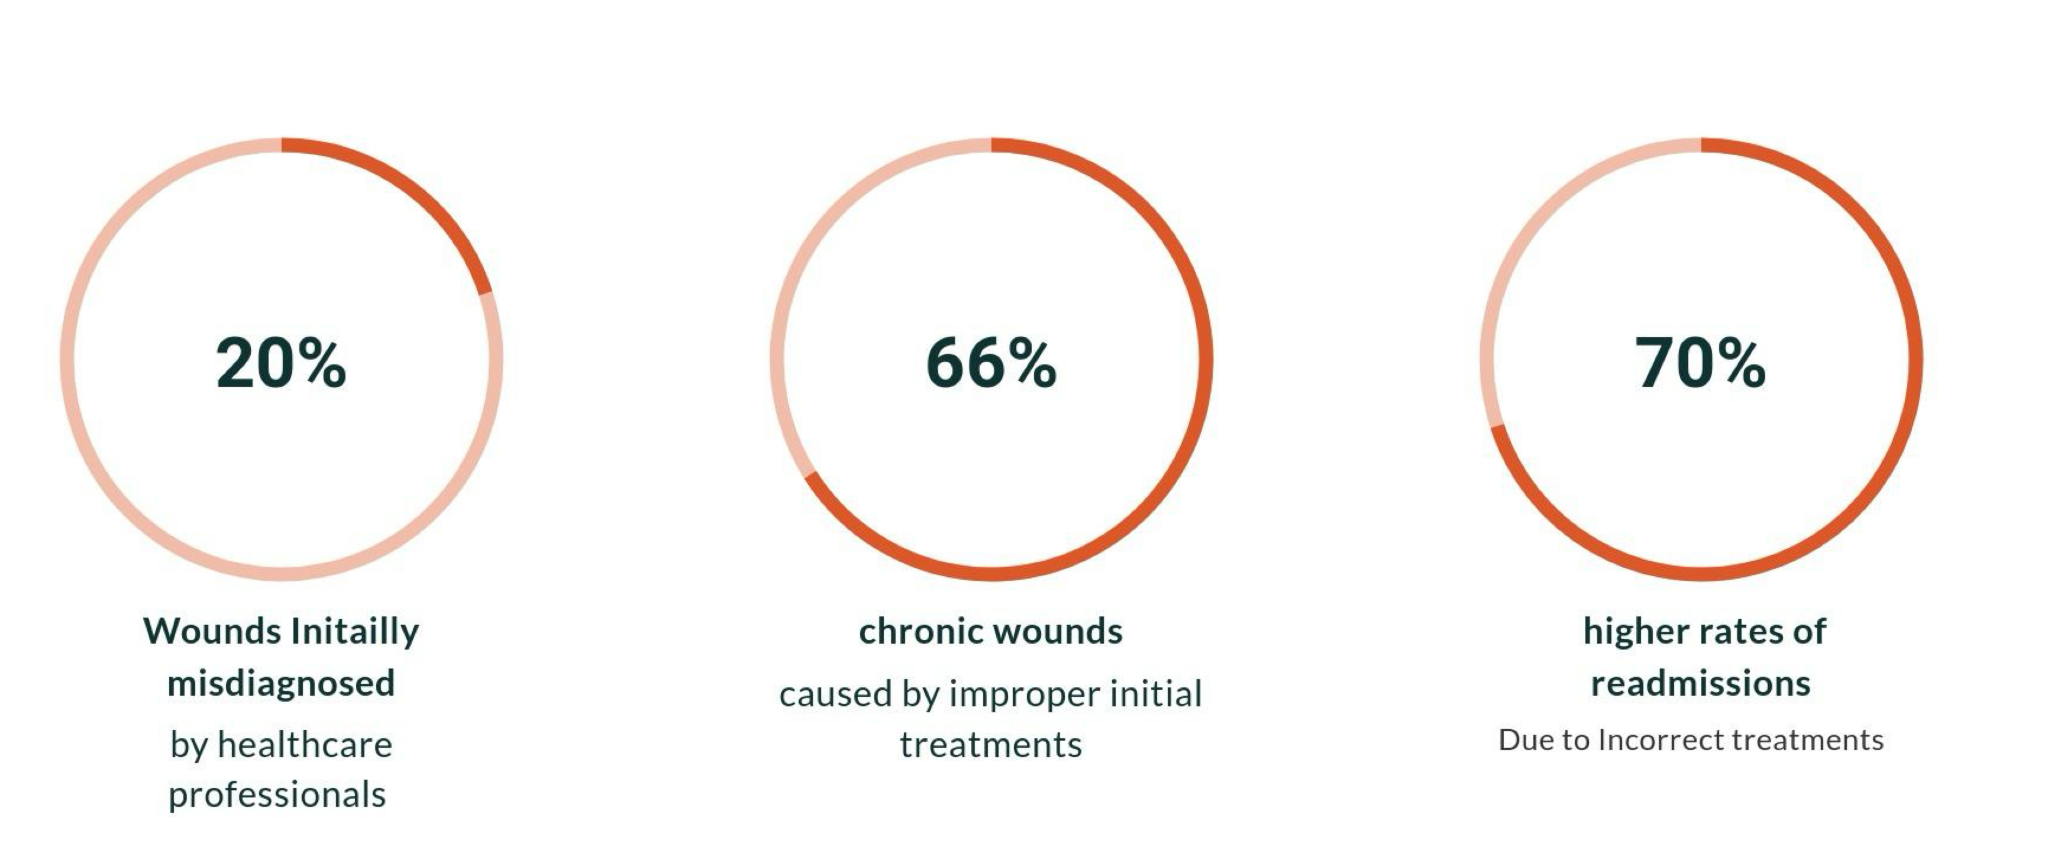 20%
Wounds Initailly
misdiagnosed
by healthcare
professionals
66%
chronic wounds
caused by improper initial
treatments
70%
higher rates of
readmissions
Due to Incorrect treatments